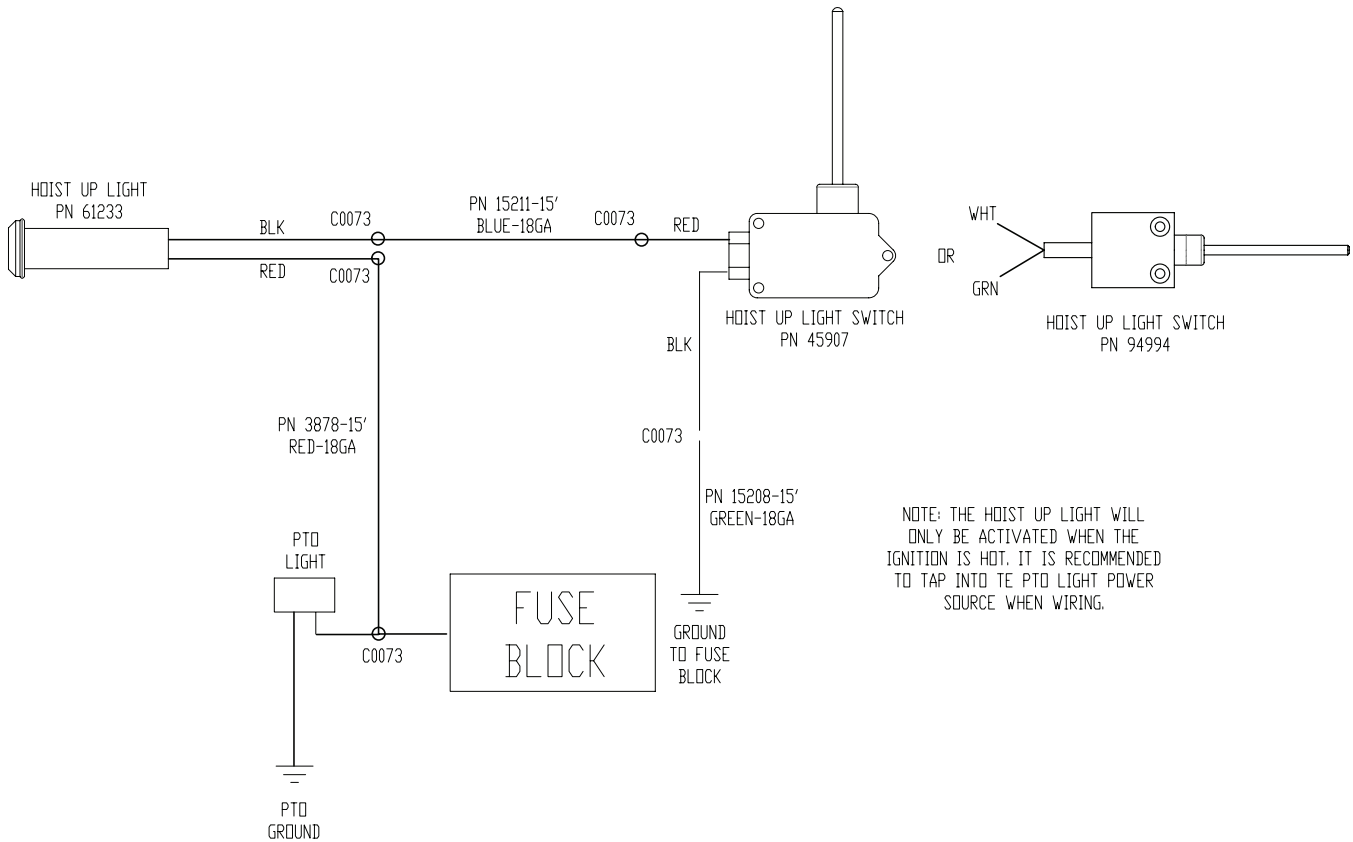 HOIST UP LIGHT
PN 61233
BLK
RED
C0073
C0073
PN 15211-15'
BLUE-18GA
C0073
RED
HOIST UP LIGHT SWITCH
PN 45907
OR
WHT
GRN
HOIST UP LIGHT SWITCH
PN 94994
BLK
C0073
PN 3878-15'
RED-18GA
PN 15208-15'
GREEN-18GA
NOTE: THE HOIST UP LIGHT WILL
ONLY BE ACTIVATED WHEN THE
IGNITION IS HOT. IT IS RECOMMENDED
TO TAP INTO TE PTO LIGHT POWER
SOURCE WHEN WIRING.
PTO
LIGHT
C0073
FUSE
BLOCK
GROUND
TO FUSE
BLOCK
PTO
GROUND